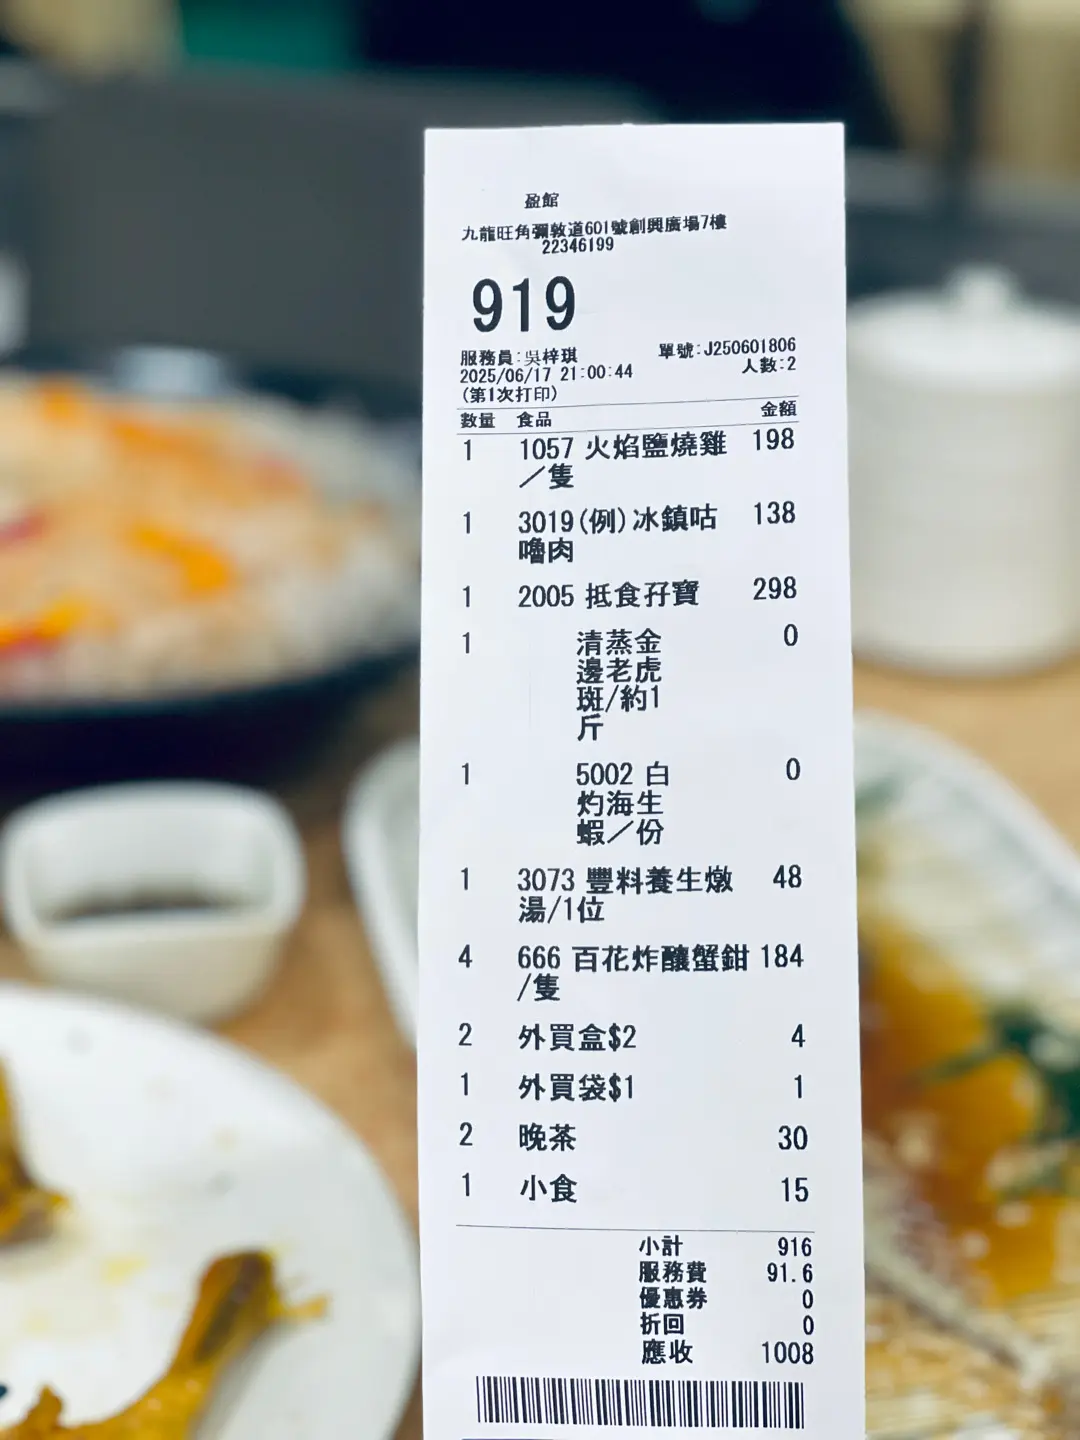 盈館
九龍旺角彌敦道601號創興廣場7樓
22346199
919
服務員:吳梓琪 單號:J250601806
2025/06/17 21:00:44 人數:2
(第1次打印)
數量 食品 金額
1 1057 火焰鹽燒雞 198
／隻
1 3019(例)冰鎮咕 138
嚕肉
1 2005 抵食孖寶 298
1 清蒸金 0
邊老虎
斑/約1
斤
1 5002 白 0
灼海生
蝦／份
1 3073 豐料養生燉 48
湯/1位
4 666 百花炸釀蟹鉗 184
/隻
2 外買盒$2 4
1 外買袋$1 1
2 晚茶 30
1 小食 15
小計 916
服務費 91.6
優惠券 0
折回 0
應收 1008